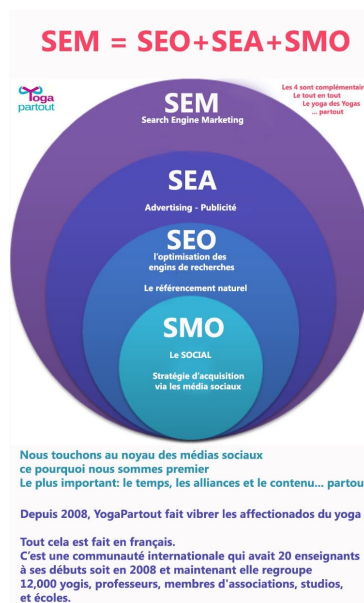 SEM = SEO+SEA+SMO
Yoga
partout
Les 4 sont complémentair
Le tout en tout
Le yoga des Yogas
... partout
SEM
Search Engine Marketing
SEA
Advertising - Publicité
SEO
l'optimisation des
engins de recherches
Le référencement naturel
SMO
Le SOCIAL
Stratégie d'acquisition
via les média sociaux
Nous touchons au noyau des médias sociaux
ce pourquoi nous sommes premier
Le plus important: le temps, les alliances et le contenu... partou
Depuis 2008, YogaPartout fait vibrer les affectionados du yoga
Tout cela est fait en français.
C'est une communauté internationale qui avait 20 enseignants
à ses débuts soit en 2008 et maintenant elle regroupe
12,000 yogis, professeurs, membres d'associations, studios,
et écoles.